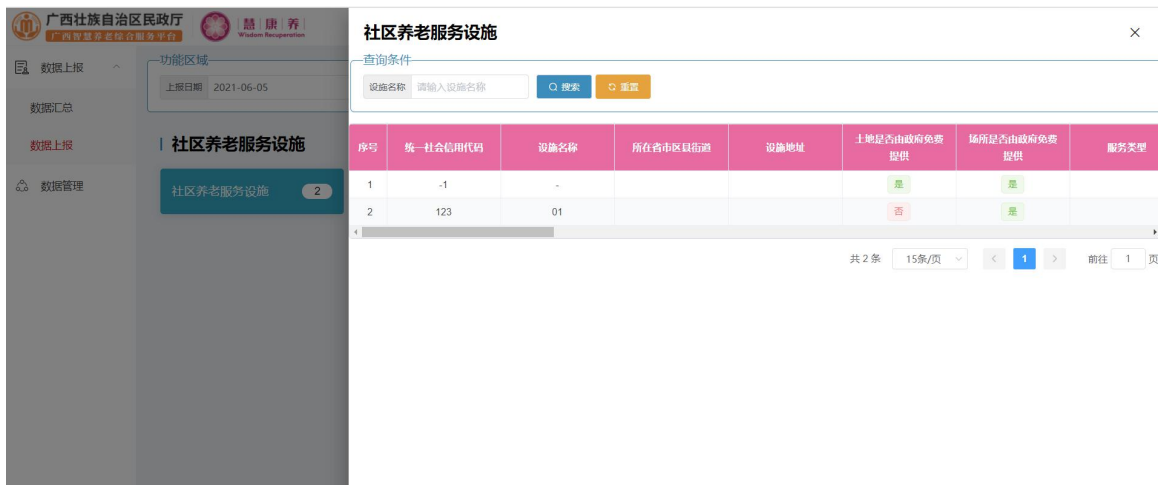 广西壮族自治区民政厅
广西智慧养老综合服务平台
慧康养
Wisdom Recuperation
数据上报
数据汇总
数据上报
数据管理
功能区域
上报日期 2021-06-05
社区养老服务设施
社区养老服务设施 2
社区养老服务设施
查询条件
设施名称 请输入设施名称 搜索 重置
序号 统一社会信用代码 设施名称 所在省市区县街道 设施地址 土地是否由政府免费提供 场所是否由政府免费提供 服务类型
1 -1 - 是 是
2 123 01 否 是
共 2 条 15条/页 1 前往 1 页